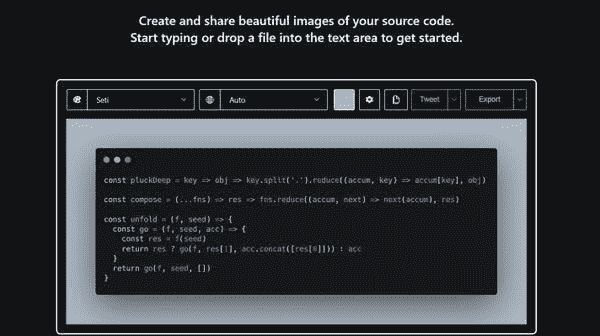 Create and share beautiful images of your source code.
Start typing or drop a file into the text area to get started.
Seti
Auto
Tweet
Export
const pluckDeep = key => obj => key.split('.').reduce((accum, key) => accum[key], obj)
const compose = (...fns) => res => fns.reduce((accum, next) => next(accum), res)
const unfold = (f, seed) => {
  const go = (f, seed, acc) => {
    const res = f(seed)
    return res ? go(f, res[1], acc.concat([res[0]])) : acc
  }
  return go(f, seed, [])
}